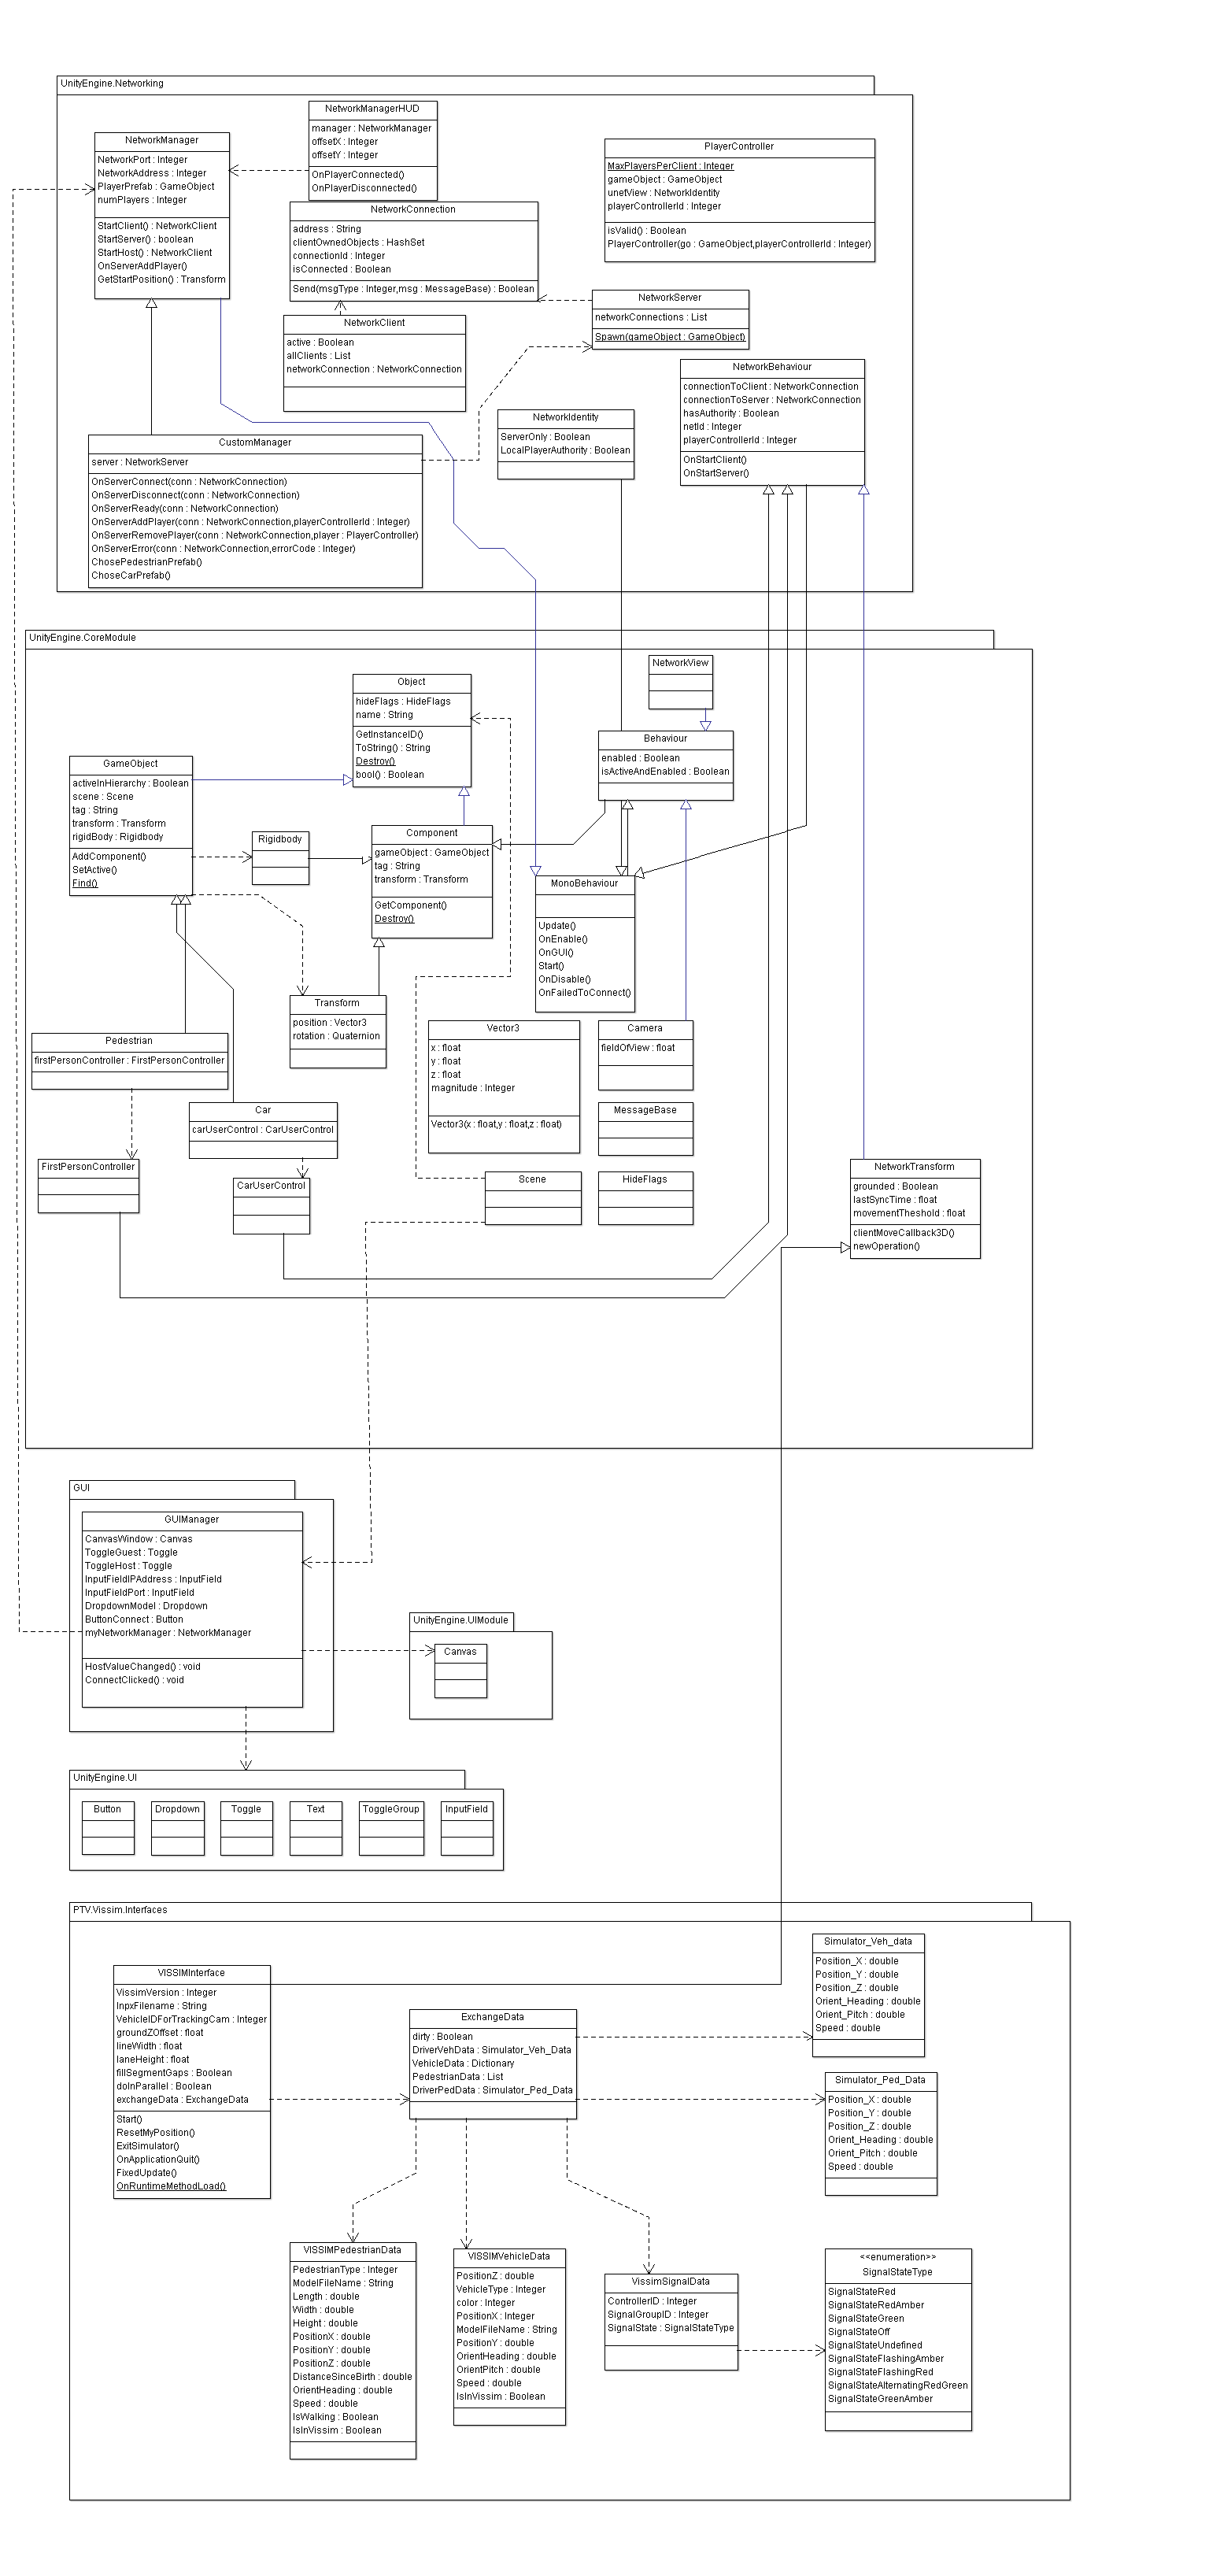 UnityEngine.Networking
NetworkManagerHUD
manager : NetworkManager
offsetX : Integer
offsetY : Integer
OnPlayerConnected()
OnPlayerDisconnected()
NetworkManager
NetworkPort : Integer
NetworkAddress : Integer
PlayerPrefab : GameObject
numPlayers : Integer
StartClient() : NetworkClient
StartServer() : boolean
StartHost() : NetworkClient
OnServerAddPlayer()
GetStartPosition() : Transform
PlayerController
MaxPlayersPerClient : Integer
gameObject : GameObject
unetView : NetworkIdentity
playerControllerId : Integer
isValid() : Boolean
PlayerController(go : GameObject,playerControllerId : Integer)
NetworkConnection
address : String
clientOwnedObjects : HashSet
connectionId : Integer
isConnected : Boolean
Send(msgType : Integer,msg : MessageBase) : Boolean
NetworkServer
networkConnections : List
Spawn(gameObject : GameObject)
NetworkClient
active : Boolean
allClients : List
networkConnection : NetworkConnection
NetworkBehaviour
connectionToClient : NetworkConnection
connectionToServer : NetworkConnection
hasAuthority : Boolean
netId : Integer
playerControllerId : Integer
OnStartClient()
OnStartServer()
NetworkIdentity
ServerOnly : Boolean
LocalPlayerAuthority : Boolean
CustomManager
server : NetworkServer
OnServerConnect(conn : NetworkConnection)
OnServerDisconnect(conn : NetworkConnection)
OnServerReady(conn : NetworkConnection)
OnServerAddPlayer(conn : NetworkConnection,playerControllerId : Integer)
OnServerRemovePlayer(conn : NetworkConnection,player : PlayerController)
OnServerError(conn : NetworkConnection,errorCode : Integer)
ChosePedestrianPrefab()
ChoseCarPrefab()
UnityEngine.CoreModule
NetworkView
Object
hideFlags : HideFlags
name : String
GetInstanceID()
ToString() : String
Destroy()
bool() : Boolean
Behaviour
enabled : Boolean
isActiveAndEnabled : Boolean
GameObject
activeInHierarchy : Boolean
scene : Scene
tag : String
transform : Transform
rigidBody : Rigidbody
AddComponent()
SetActive()
Find()
Rigidbody
Component
gameObject : GameObject
tag : String
transform : Transform
GetComponent()
Destroy()
MonoBehaviour
Update()
OnEnable()
OnGUI()
Start()
OnDisable()
OnFailedToConnect()
Transform
position : Vector3
rotation : Quaternion
Vector3
x : float
y : float
z : float
magnitude : Integer
Vector3(x : float,y : float,z : float)
Camera
fieldOfView : float
Pedestrian
firstPersonController : FirstPersonController
Car
carUserControl : CarUserControl
MessageBase
FirstPersonController
CarUserControl
Scene
HideFlags
NetworkTransform
grounded : Boolean
lastSyncTime : float
movementTheshold : float
clientMoveCallback3D()
newOperation()
GUI
GUIManager
CanvasWindow : Canvas
ToggleGuest : Toggle
ToggleHost : Toggle
InputFieldIPAddress : InputField
InputFieldPort : InputField
DropdownModel : Dropdown
ButtonConnect : Button
myNetworkManager : NetworkManager
HostValueChanged() : void
ConnectClicked() : void
UnityEngine.UIModule
Canvas
UnityEngine.UI
Button
Dropdown
Toggle
Text
ToggleGroup
InputField
PTV.Vissim.Interfaces
VISSIMInterface
VissimVersion : Integer
InpxFilename : String
VehicleIDForTrackingCam : Integer
groundZOffset : float
lineWidth : float
laneHeight : float
fillSegmentGaps : Boolean
doInParallel : Boolean
exchangeData : ExchangeData
Start()
ResetMyPosition()
ExitSimulator()
OnApplicationQuit()
FixedUpdate()
OnRuntimeMethodLoad()
ExchangeData
dirty : Boolean
DriverVehData : Simulator_Veh_Data
VehicleData : Dictionary
PedestrianData : List
DriverPedData : Simulator_Ped_Data
Simulator_Veh_data
Position_X : double
Position_Y : double
Position_Z : double
Orient_Heading : double
Orient_Pitch : double
Speed : double
Simulator_Ped_Data
Position_X : double
Position_Y : double
Position_Z : double
Orient_Heading : double
Orient_Pitch : double
Speed : double
VISSIMPedestrianData
PedestrianType : Integer
ModelFileName : String
Length : double
Width : double
Height : double
PositionX : double
PositionY : double
PositionZ : double
DistanceSinceBirth : double
OrientHeading : double
Speed : double
IsWalking : Boolean
IsInVissim : Boolean
VISSIMVehicleData
PositionZ : double
VehicleType : Integer
color : Integer
PositionX : Integer
ModelFileName : String
PositionY : double
OrientHeading : double
OrientPitch : double
Speed : double
IsInVissim : Boolean
VissimSignalData
ControllerID : Integer
SignalGroupID : Integer
SignalState : SignalStateType
<<enumeration>>
SignalStateType
SignalStateRed
SignalStateRedAmber
SignalStateGreen
SignalStateOff
SignalStateUndefined
SignalStateFlashingAmber
SignalStateFlashingRed
SignalStateAlternatingRedGreen
SignalStateGreenAmber